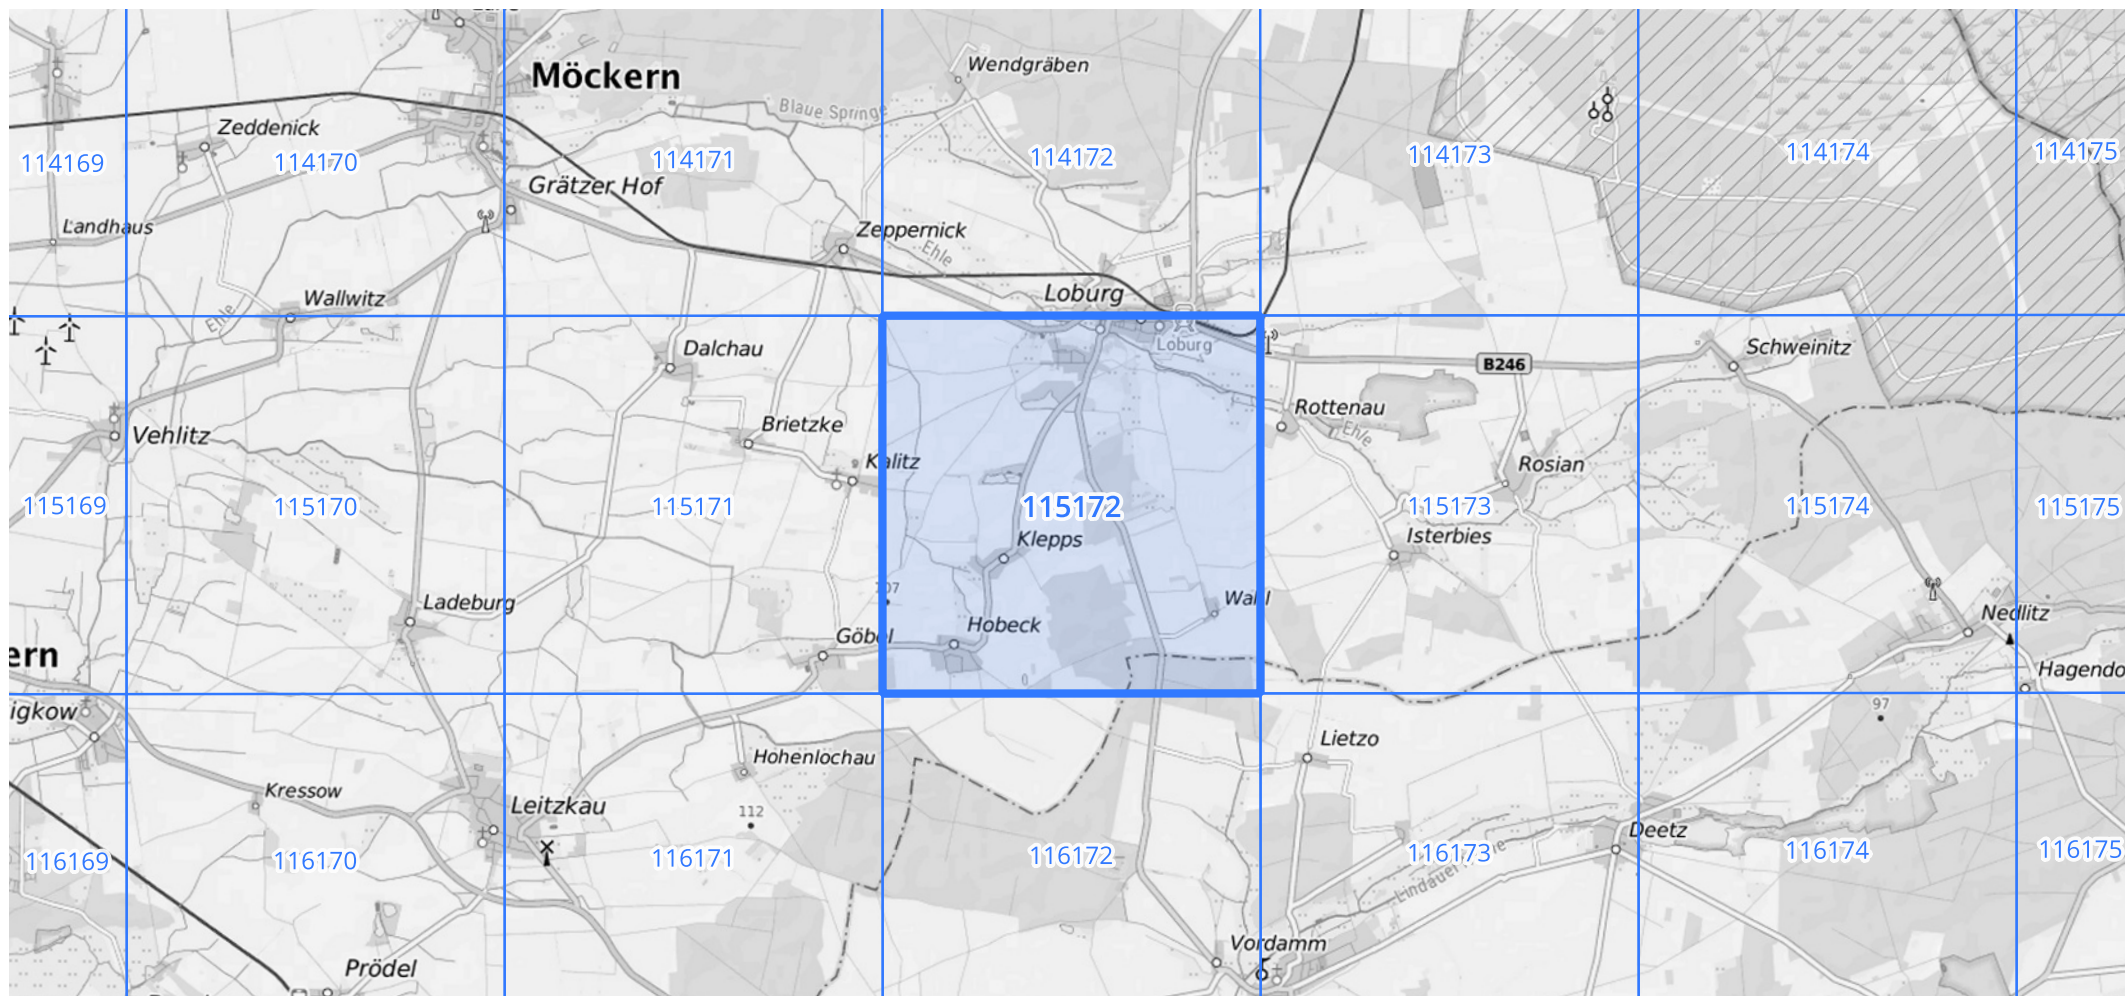 Möckern
Wendgräben
Blaue Springe
Zeddenick
114169
114170
114171
114172
114173
114174
114175
Grätzer Hof
Landhaus
Zeppernick
Ehle
Wallwitz
Ehle
Loburg
Loburg
Dalchau
B246
Schweinitz
Vehlitz
Brietzke
Rottenau
Ehle
Kalitz
Rosian
115169
115170
115171
115172
115173
115174
115175
Klepps
Isterbies
Ladeburg
Wahl
Göbel
Hobeck
Nedlitz
ern
Hagendo
igkow
97
Lietzo
Hohenlochau
Kressow
Leitzkau
112
Deetz
116169
116170
116171
116172
116173
116174
116175
Vordamm
Prödel